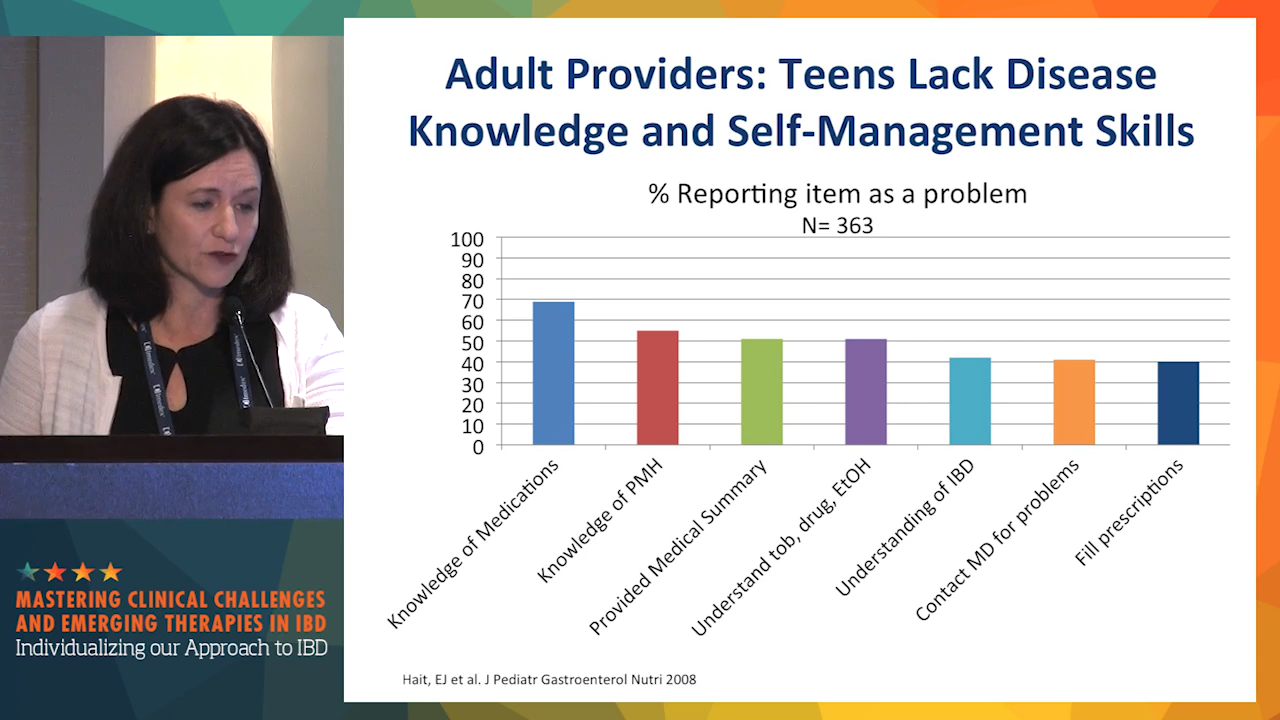 Adult Providers: Teens Lack Disease
Knowledge and Self-Management Skills
% Reporting item as a problem
N= 363
100
90
80
70
60
50
40
30
20
10
0
Knowledge of Medications
Knowledge of PMH
Provided Medical Summary
Understand tob, drug, EtOH
Understanding of IBD
Contact MD for problems
Fill prescriptions
Hait, EJ et al. J Pediatr Gastroenterol Nutri 2008
MASTERING CLINICAL CHALLENGES
AND EMERGING THERAPIES IN IBD
Individualizing our Approach to IBD